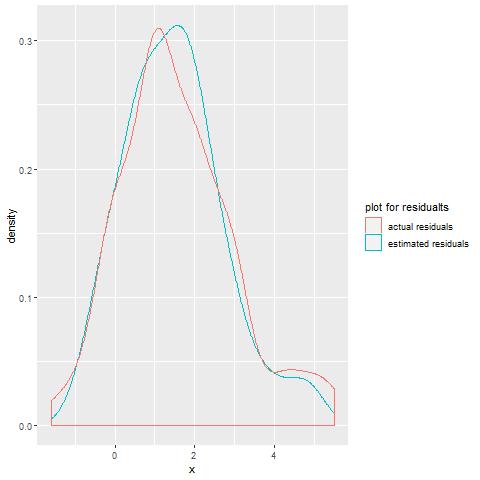 0.3
0.2
0.1
0.0
density
0
2
4
x
plot for residualts
actual residuals
estimated residuals